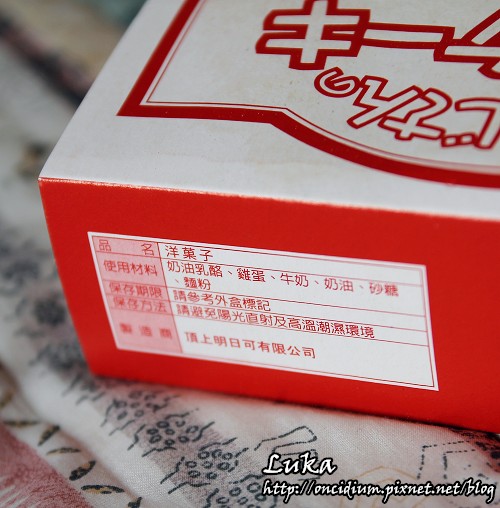 キーム
品 名 洋菓子
使用材料 奶油乳酪、雞蛋、牛奶、奶油、砂糖
、麵粉
保存期限 請參考外盒標記
保存方法 請避免陽光直射及高溫潮濕環境
製造商 頂上明日可有限公司
Luka
http://oncidium.pixnet.net/blog